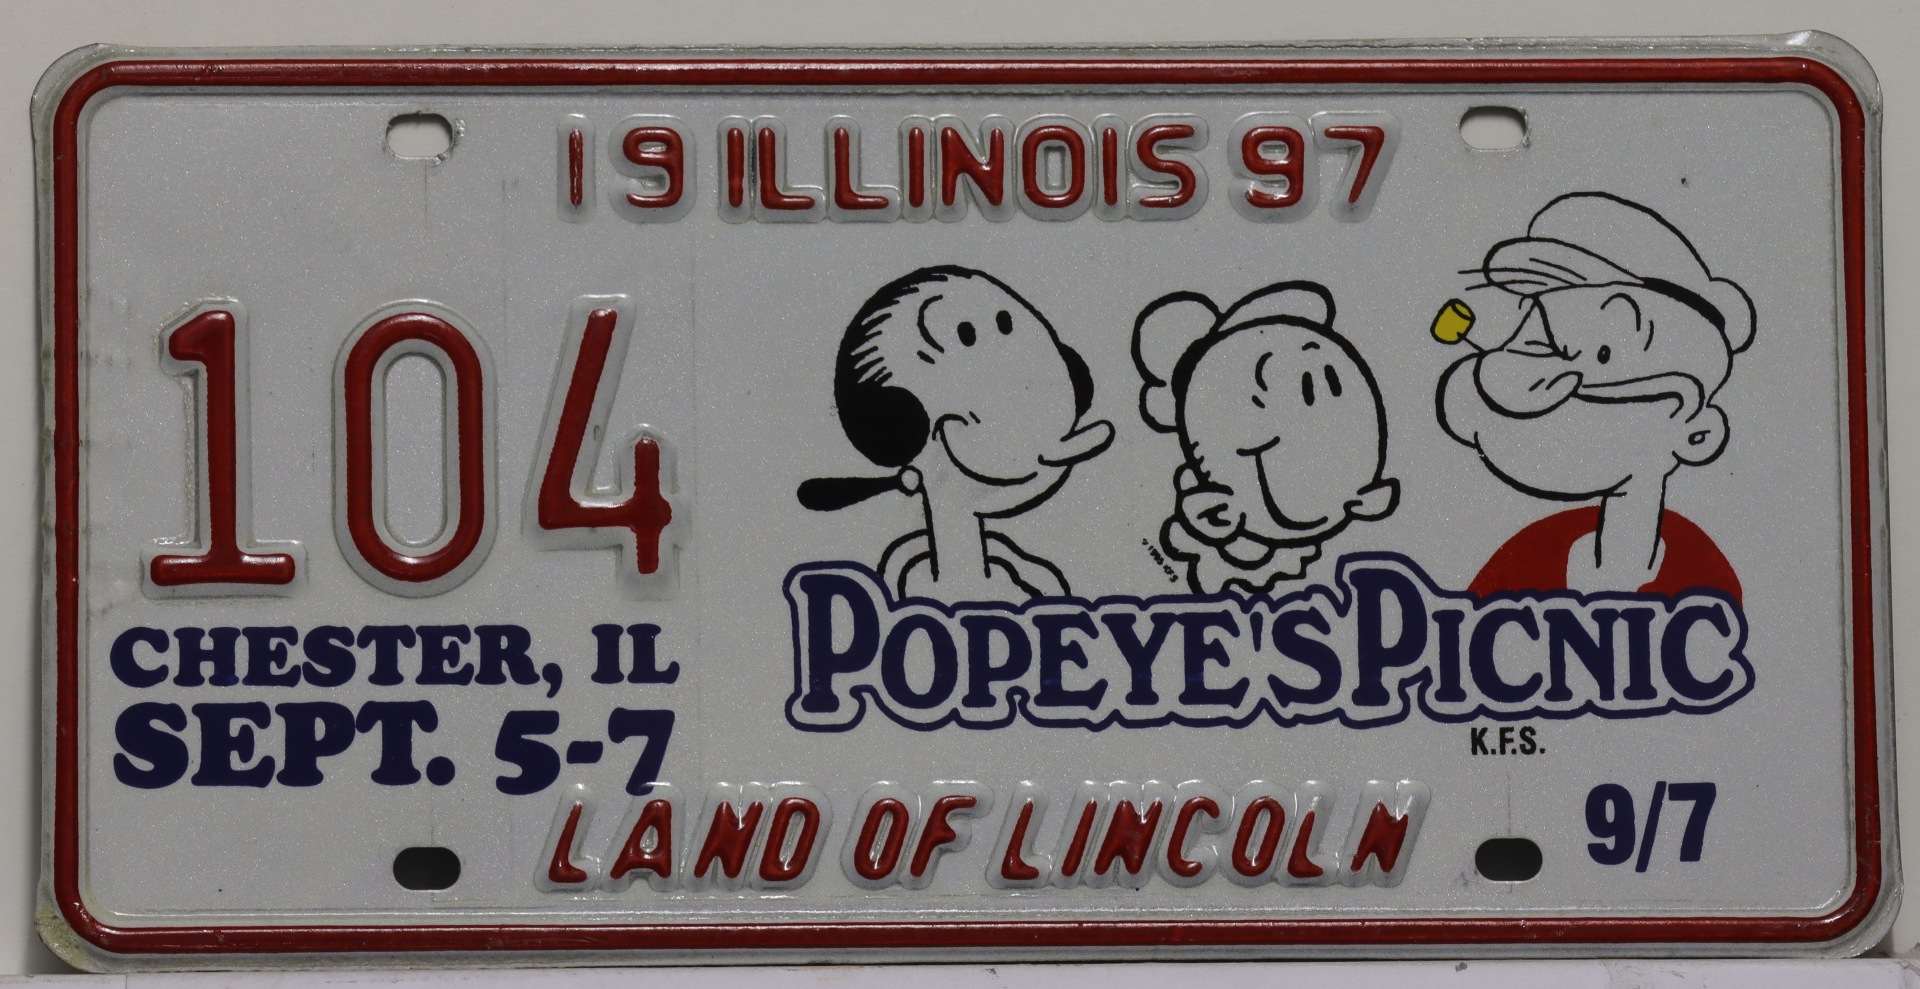 19 ILLINOIS 97
104
CHESTER, IL
SEPT. 5-7
POPEYE'S PICNIC
K.F.S.
LAND OF LINCOLN
9/7